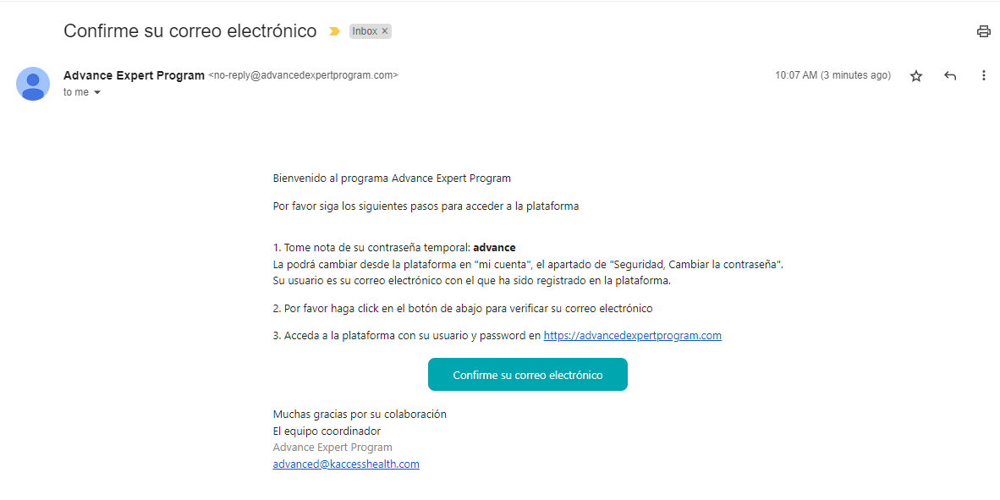 Confirme su correo electrónico
Inbox ×
Advance Expert Program <no-reply@advancedexpertprogram.com>
10:07 AM (3 minutes ago)
to me
Bienvenido al programa Advance Expert Program
Por favor siga los siguientes pasos para acceder a la plataforma
1. Tome nota de su contraseña temporal: advance
La podrá cambiar desde la plataforma en "mi cuenta", el apartado de "Seguridad, Cambiar la contraseña".
Su usuario es su correo electrónico con el que ha sido registrado en la plataforma.
2. Por favor haga click en el botón de abajo para verificar su correo electrónico
3. Acceda a la plataforma con su usuario y password en https://advancedexpertprogram.com
Confirme su correo electrónico
Muchas gracias por su colaboración
El equipo coordinador
Advance Expert Program
advanced@kaccesshealth.com